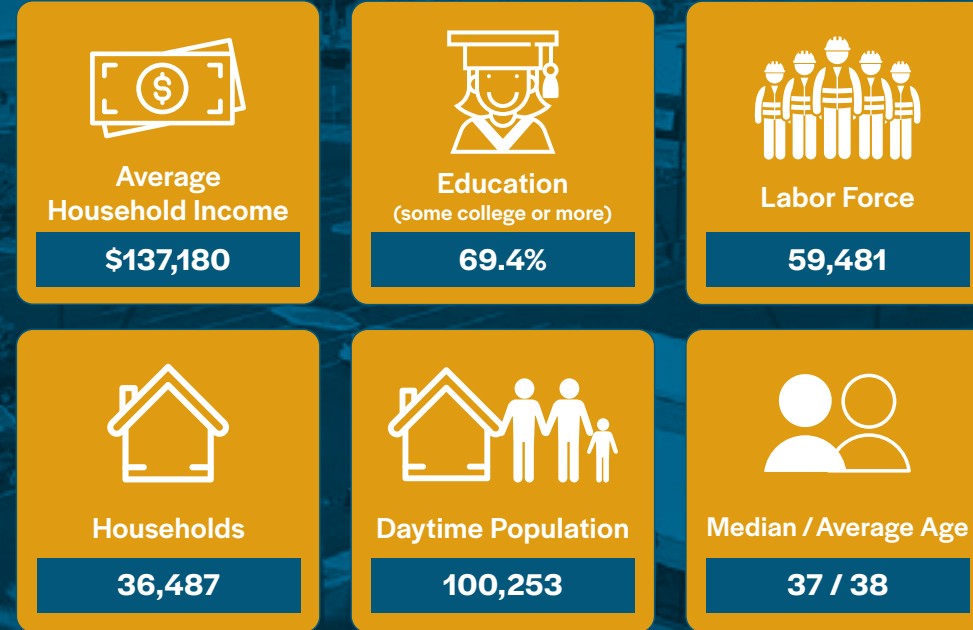 $
Average
Household Income
$137,180
Education
(some college or more)
69.4%
Labor Force
59,481
Households
36,487
Daytime Population
100,253
Median / Average Age
37 / 38